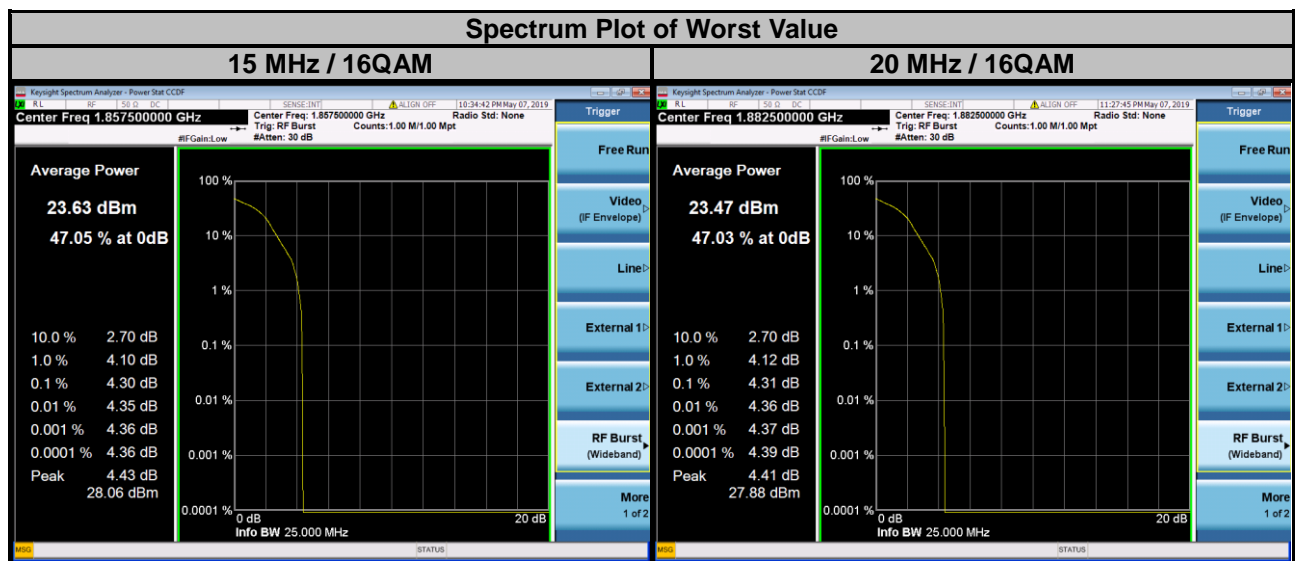 Spectrum Plot of Worst Value
15 MHz / 16QAM
20 MHz / 16QAM
Keysight Spectrum Analyzer - Power Stat CCDF
RL RF 50 Ω DC SENSE:INT ALIGN OFF 10:34:42 PM May 07, 2019
Center Freq 1.857500000 GHz
Center Freq: 1.857500000 GHz Radio Std: None
Trig: RF Burst Counts:1.00 M/1.00 Mpt
#IFGain:Low #Atten: 30 dB
Average Power
23.63 dBm
47.05 % at 0dB
10.0 % 2.70 dB
1.0 % 4.10 dB
0.1 % 4.30 dB
0.01 % 4.35 dB
0.001 % 4.36 dB
0.0001 % 4.36 dB
Peak 4.43 dB
28.06 dBm
100 %
10 %
1 %
0.1 %
0.01 %
0.001 %
0.0001 %
0 dB 20 dB
Info BW 25.000 MHz
Trigger
Free Run
Video
(IF Envelope)
Line
External 1
External 2
RF Burst
(Wideband)
More
1 of 2
MSG STATUS
Keysight Spectrum Analyzer - Power Stat CCDF
RL RF 50 Ω DC SENSE:INT ALIGN OFF 11:27:45 PM May 07, 2019
Center Freq 1.882500000 GHz
Center Freq: 1.882500000 GHz Radio Std: None
Trig: RF Burst Counts:1.00 M/1.00 Mpt
#IFGain:Low #Atten: 30 dB
Average Power
23.47 dBm
47.03 % at 0dB
10.0 % 2.70 dB
1.0 % 4.12 dB
0.1 % 4.31 dB
0.01 % 4.36 dB
0.001 % 4.37 dB
0.0001 % 4.39 dB
Peak 4.41 dB
27.88 dBm
100 %
10 %
1 %
0.1 %
0.01 %
0.001 %
0.0001 %
0 dB 20 dB
Info BW 25.000 MHz
Trigger
Free Run
Video
(IF Envelope)
Line
External 1
External 2
RF Burst
(Wideband)
More
1 of 2
MSG STATUS